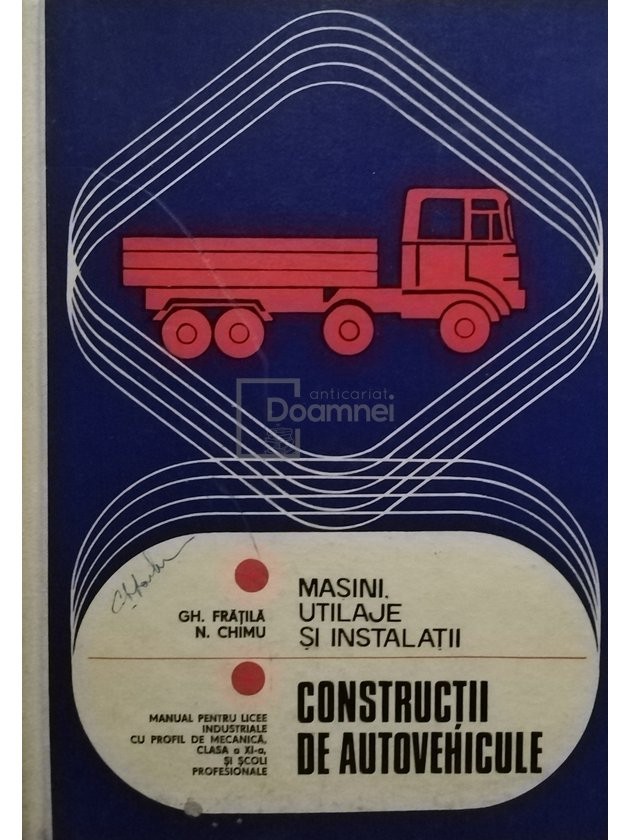 anticariat
Doamnei
GH. FRĂȚILĂ
N. CHIMU
MAȘINI.
UTILAJE
ȘI INSTALAȚII
MANUAL PENTRU LICEE
INDUSTRIALE
CU PROFIL DE MECANICĂ,
CLASA a XI-a,
ȘI ȘCOLI
PROFESIONALE
CONSTRUCȚII
DE AUTOVEHICULE